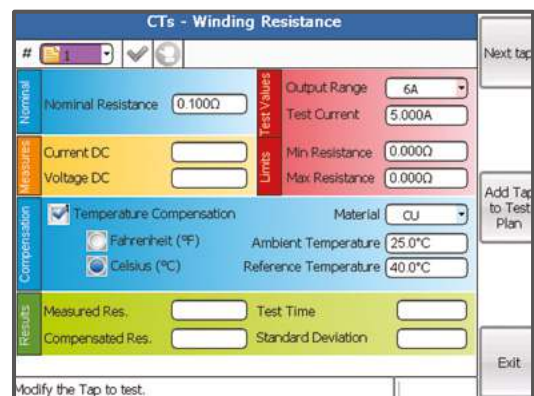 CTs - Winding Resistance
# 1
Next tap
Nominal
Nominal Resistance 0.100Ω
Test Values
Output Range 6A
Test Current 5.000A
Measures
Current DC
Voltage DC
Limits
Min Resistance 0.000Ω
Max Resistance 0.000Ω
Add Tap
to Test
Plan
Compensation
Temperature Compensation
Material CU
Fahrenheit (ºF)
Ambient Temperature 25.0°C
Celsius (ºC)
Reference Temperature 40.0°C
Results
Measured Res.
Test Time
Compensated Res.
Standard Deviation
Exit
Modify the Tap to test.